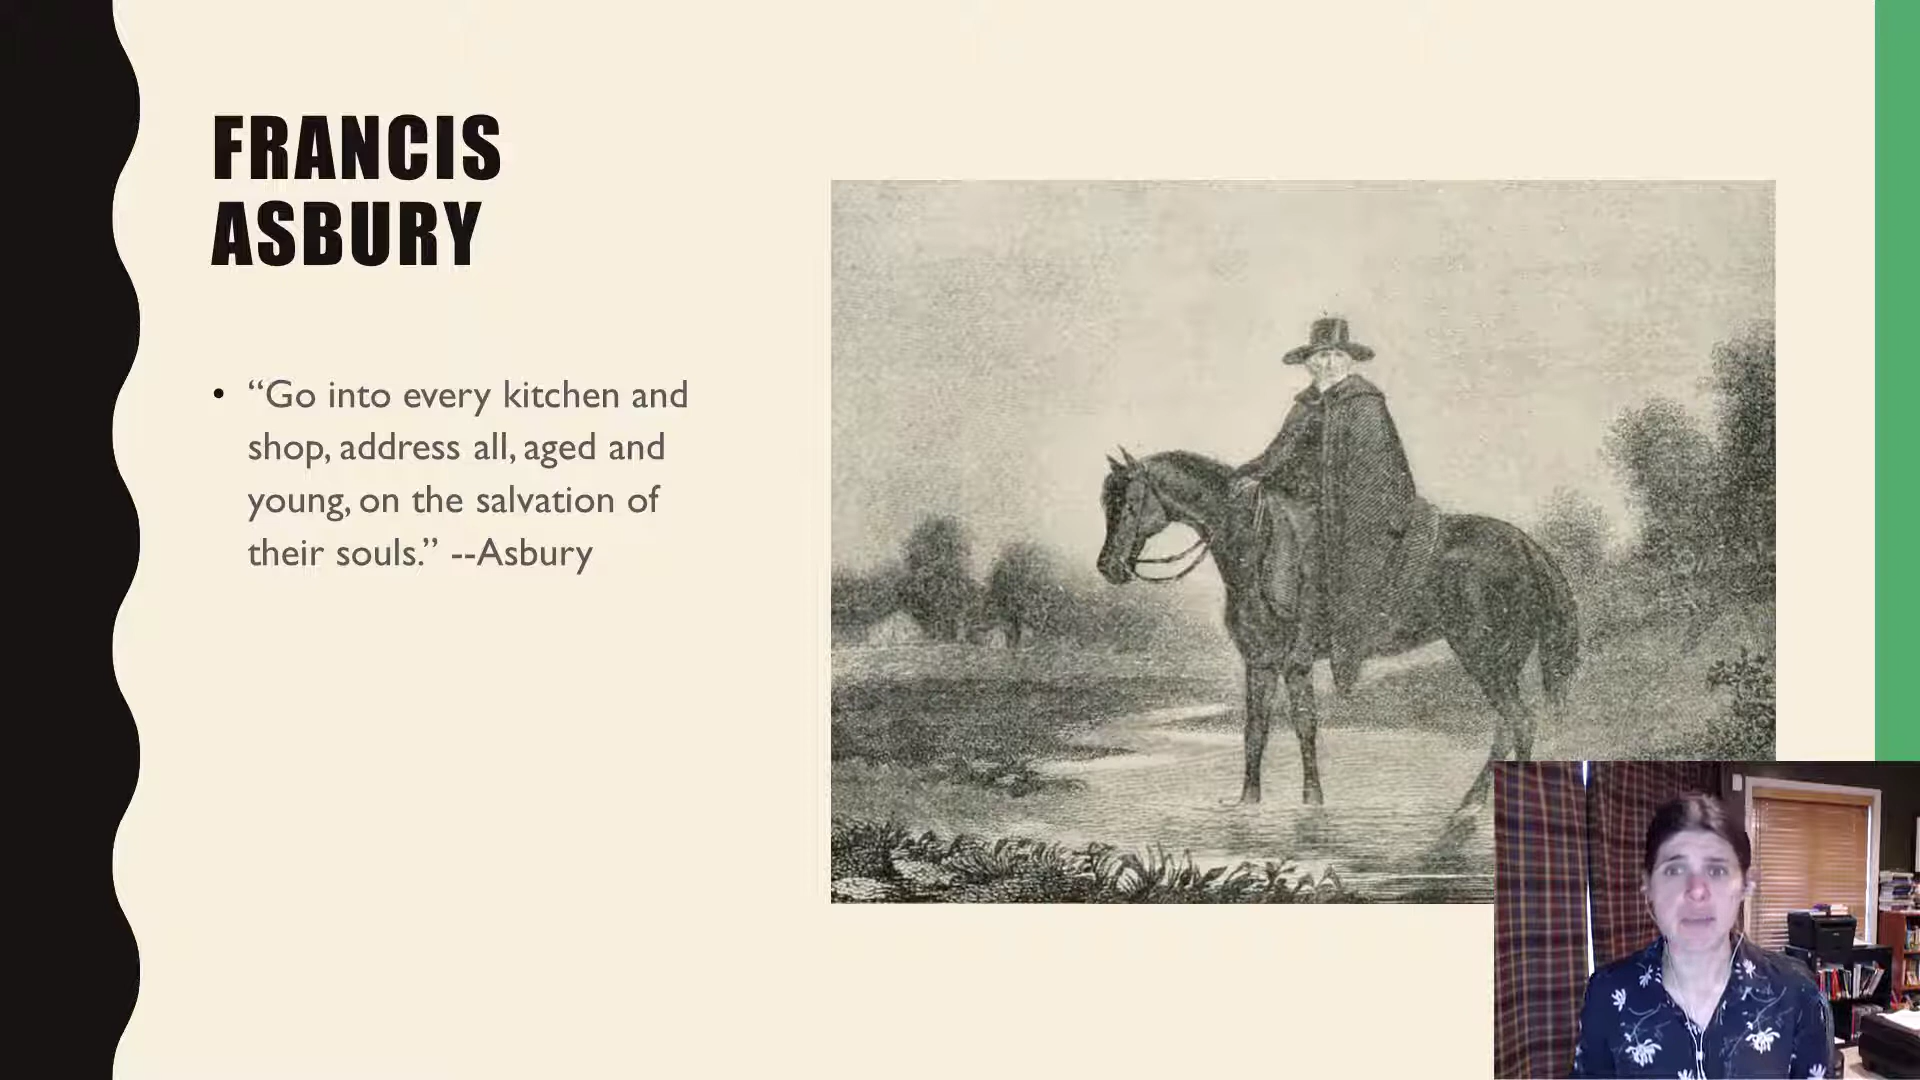 FRANCIS
ASBURY
• “Go into every kitchen and
shop, address all, aged and
young, on the salvation of
their souls.” --Asbury